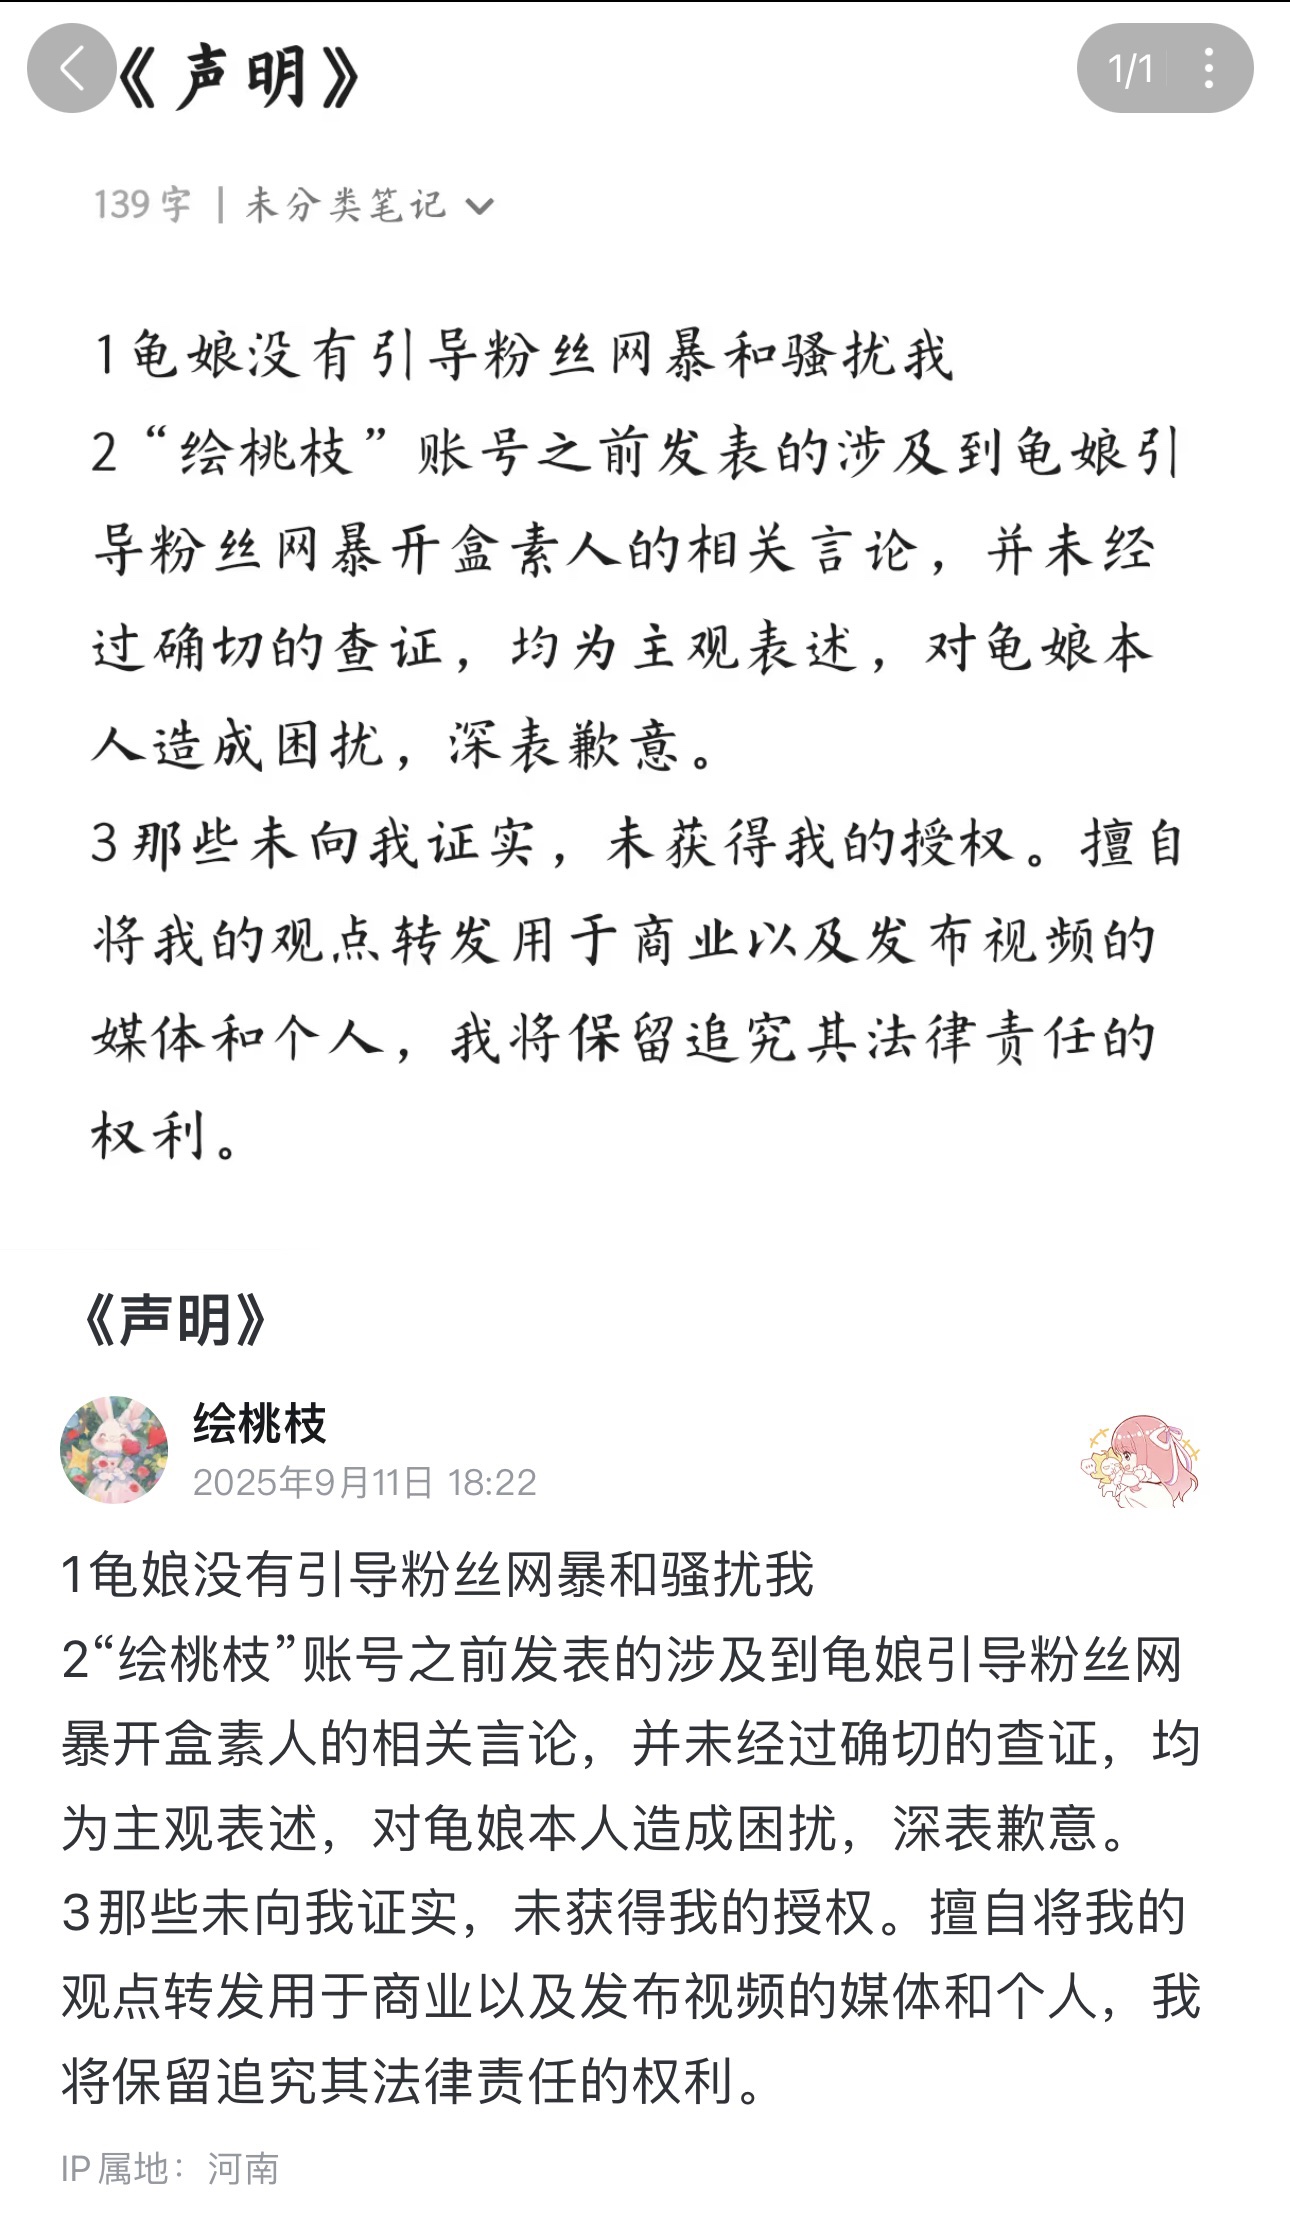 《声明》
1/1
139字 | 未分类笔记
1龟娘没有引导粉丝网暴和骚扰我
2“绘桃枝”账号之前发表的涉及到龟娘引
导粉丝网暴开盒素人的相关言论，并未经
过确切的查证，均为主观表述，对龟娘本
人造成困扰，深表歉意。
3那些未向我证实，未获得我的授权。擅自
将我的观点转发用于商业以及发布视频的
媒体和个人，我将保留追究其法律责任的
权利。
《声明》
绘桃枝
2025年9月11日 18:22
1龟娘没有引导粉丝网暴和骚扰我
2“绘桃枝”账号之前发表的涉及到龟娘引导粉丝网
暴开盒素人的相关言论，并未经过确切的查证，均
为主观表述，对龟娘本人造成困扰，深表歉意。
3那些未向我证实，未获得我的授权。擅自将我的
观点转发用于商业以及发布视频的媒体和个人，我
将保留追究其法律责任的权利。
IP属地：河南